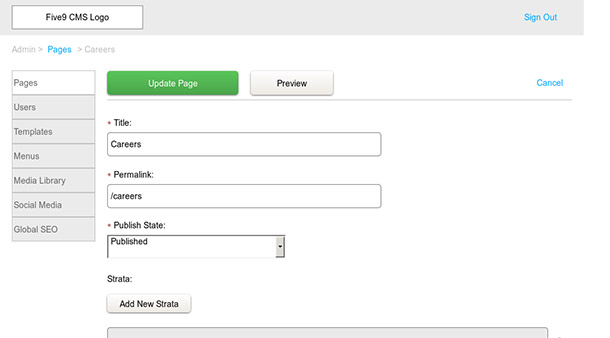 Five9 CMS Logo
Sign Out
Admin > Pages > Careers
Pages
Users
Templates
Menus
Media Library
Social Media
Global SEO
Update Page
Preview
Cancel
* Title:
Careers
* Permalink:
/careers
* Publish State:
Published
Strata:
Add New Strata